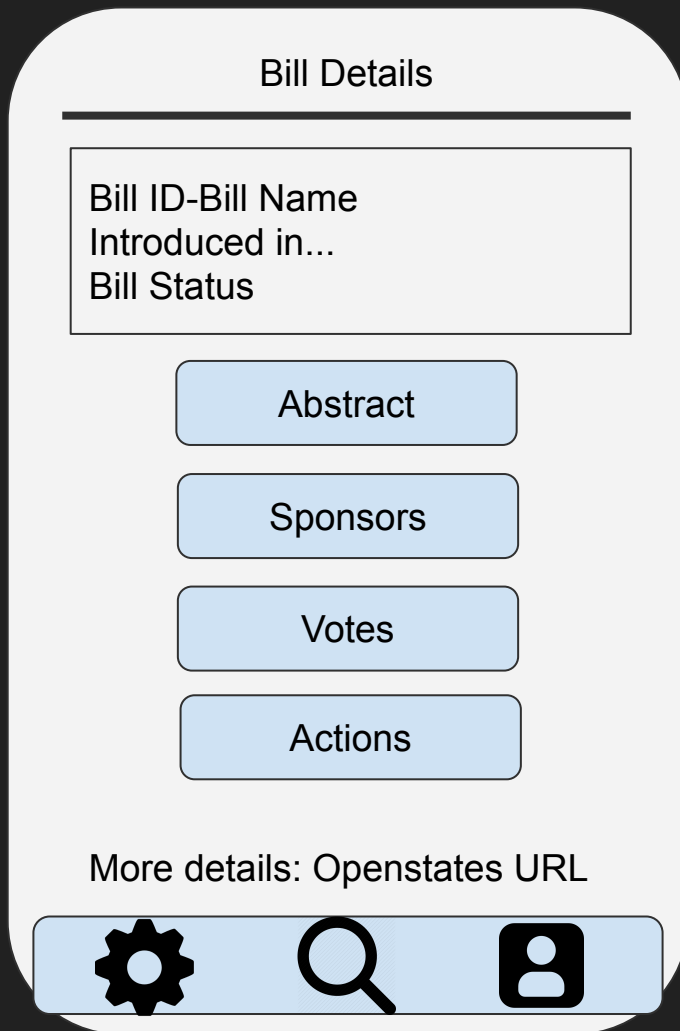 Bill Details
Bill ID-Bill Name
Introduced in...
Bill Status
Abstract
Sponsors
Votes
Actions
More details: Openstates URL